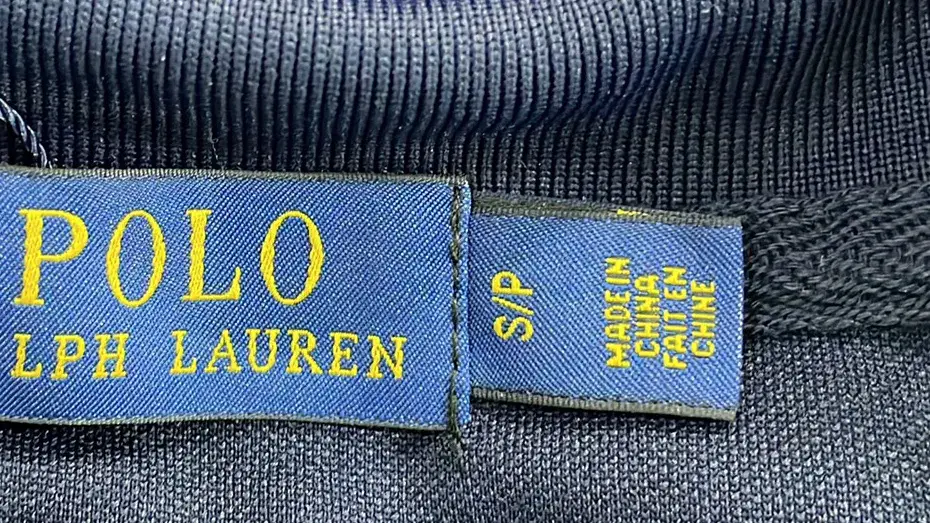 POLO
LPH LAUREN
S/P
MADE IN
CHINA
FAIT EN
CHINE